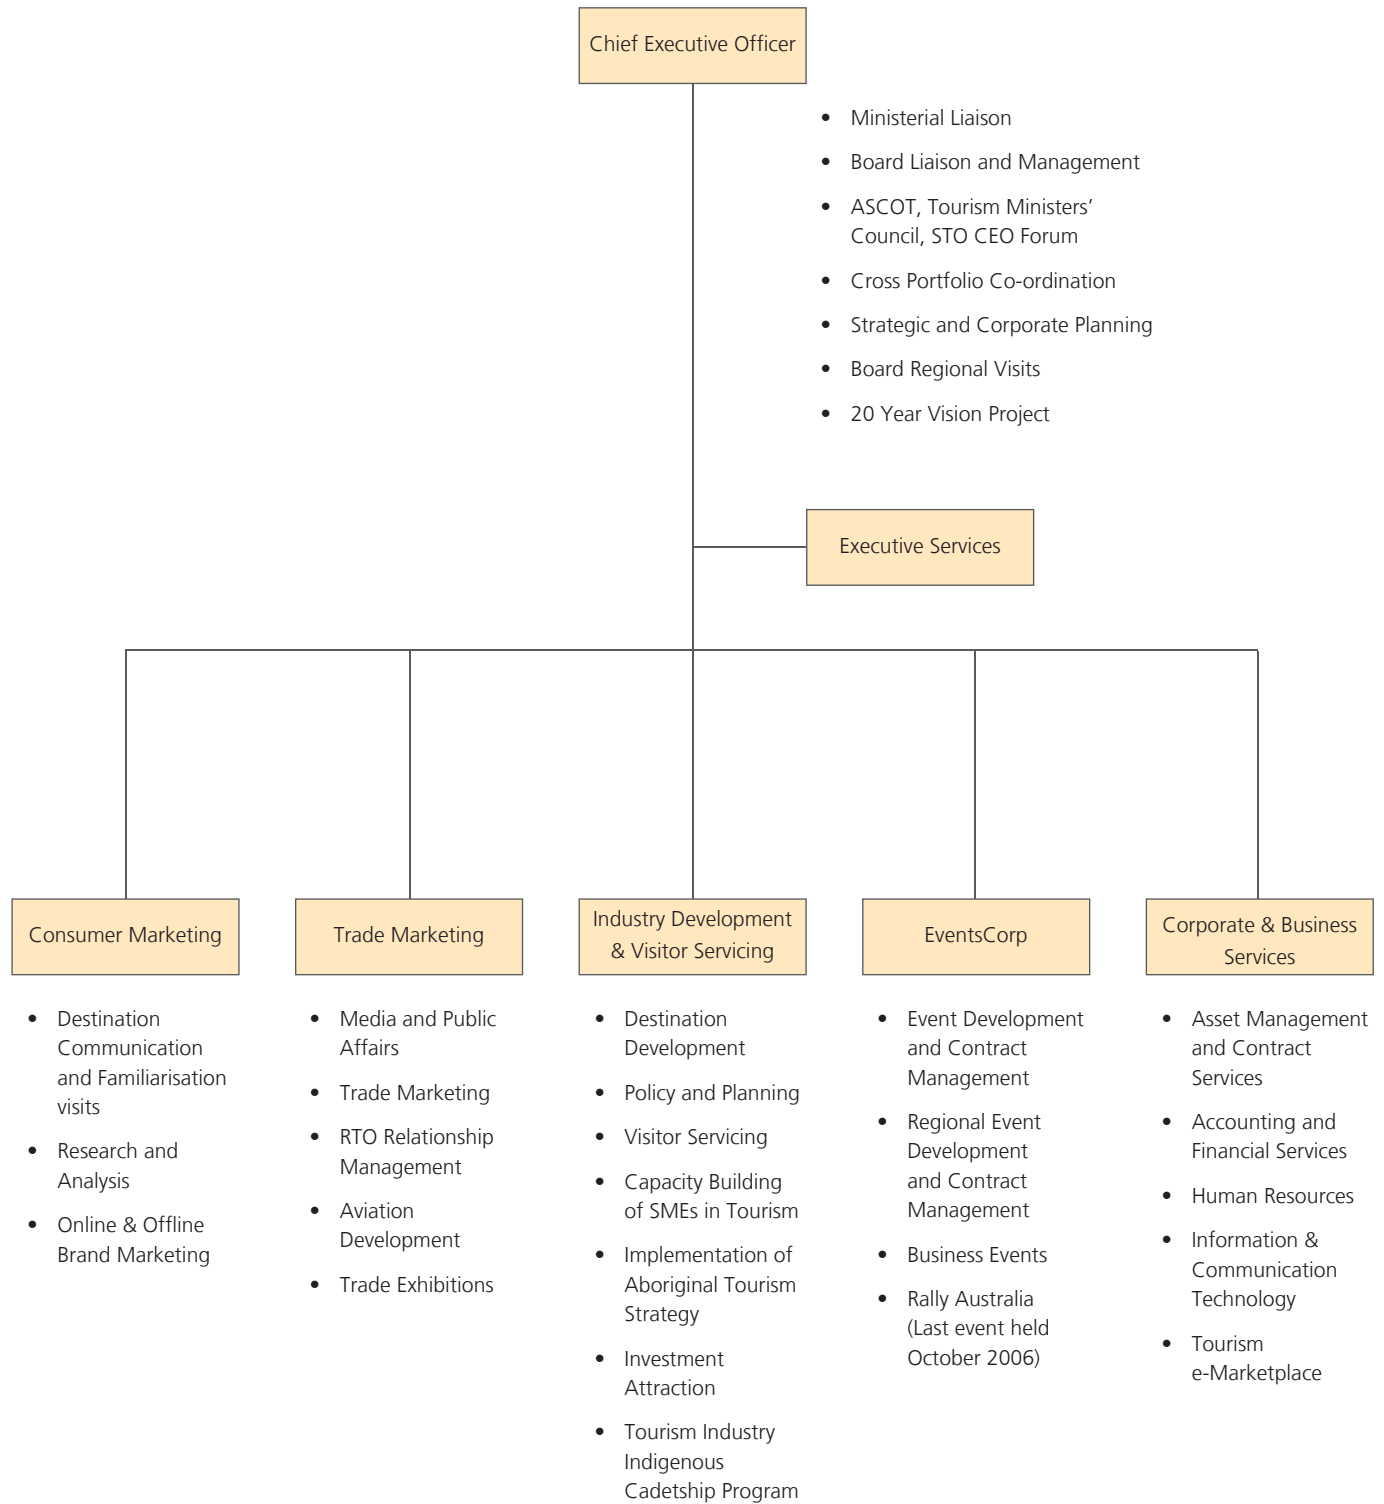 Chief Executive Officer
• Ministerial Liaison
• Board Liaison and Management
• ASCOT, Tourism Ministers’
Council, STO CEO Forum
• Cross Portfolio Co-ordination
• Strategic and Corporate Planning
• Board Regional Visits
• 20 Year Vision Project
Executive Services
Consumer Marketing
• Destination
Communication
and Familiarisation
visits
• Research and
Analysis
• Online & Offline
Brand Marketing
Trade Marketing
• Media and Public
Affairs
• Trade Marketing
• RTO Relationship
Management
• Aviation
Development
• Trade Exhibitions
Industry Development
& Visitor Servicing
• Destination
Development
• Policy and Planning
• Visitor Servicing
• Capacity Building
of SMEs in Tourism
• Implementation of
Aboriginal Tourism
Strategy
• Investment
Attraction
• Tourism Industry
Indigenous
Cadetship Program
EventsCorp
• Event Development
and Contract
Management
• Regional Event
Development
and Contract
Management
• Business Events
• Rally Australia
(Last event held
October 2006)
Corporate & Business
Services
• Asset Management
and Contract
Services
• Accounting and
Financial Services
• Human Resources
• Information &
Communication
Technology
• Tourism
e-Marketplace